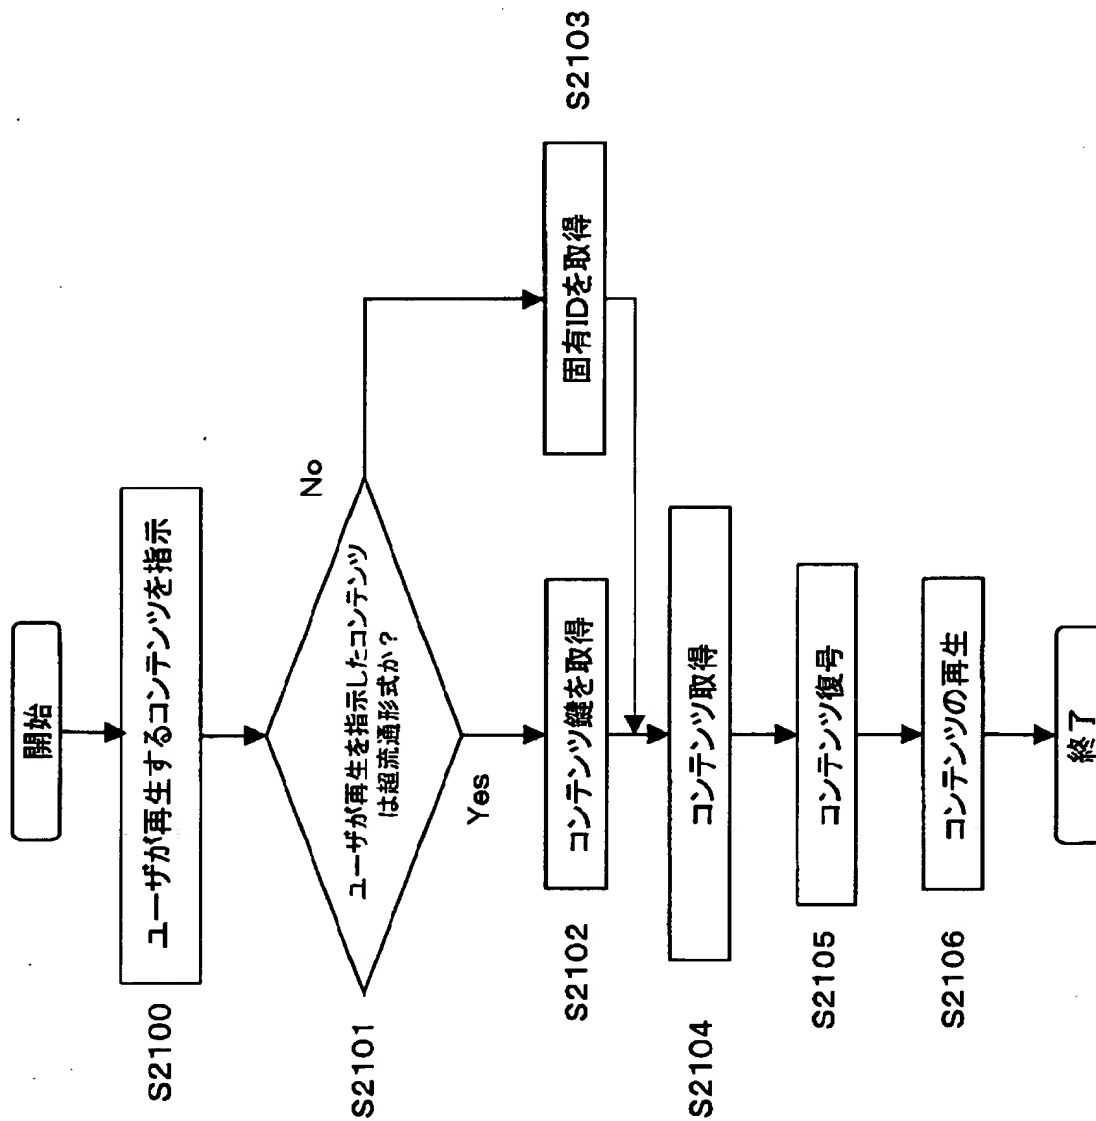 開始
ユーザが再生するコンテンツを指示
S2100
ユーザが再生を指示したコンテンツ
は超流通形式か?
S2101
No
Yes
コンテンツ鍵を取得
S2102
固有IDを取得
S2103
コンテンツ取得
S2104
コンテンツ復号
S2105
コンテンツの再生
S2106
終了